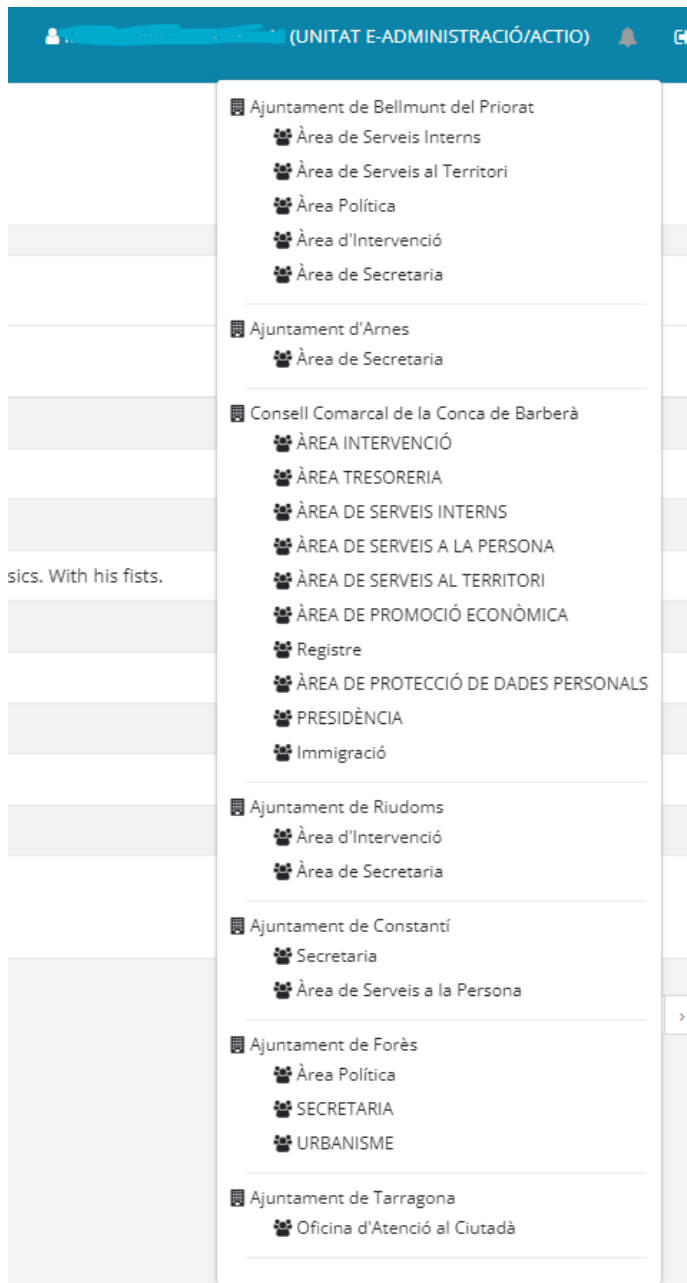 (UNITAT E-ADMINISTRACIÓ/ACTIO)
Ajuntament de Bellmunt del Priorat
Àrea de Serveis Interns
Àrea de Serveis al Territori
Àrea Política
Àrea d'Intervenció
Àrea de Secretaria
Ajuntament d'Arnes
Àrea de Secretaria
Consell Comarcal de la Conca de Barberà
ÀREA INTERVENCIÓ
ÀREA TRESORERIA
ÀREA DE SERVEIS INTERNS
ÀREA DE SERVEIS A LA PERSONA
sics. With his fists.
ÀREA DE SERVEIS AL TERRITORI
ÀREA DE PROMOCIÓ ECONÒMICA
Registre
ÀREA DE PROTECCIÓ DE DADES PERSONALS
PRESIDÈNCIA
Immigració
Ajuntament de Riudoms
Àrea d'Intervenció
Àrea de Secretaria
Ajuntament de Constantí
Secretaria
Àrea de Serveis a la Persona
Ajuntament de Forès
Àrea Política
SECRETARIA
URBANISME
Ajuntament de Tarragona
Oficina d'Atenció al Ciutadà